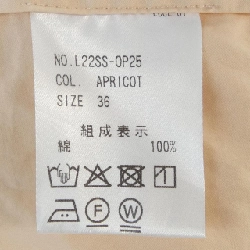 NO.L22SS-OP25
COL. APRICOT
SIZE 36
組成表示
綿 100%
F W